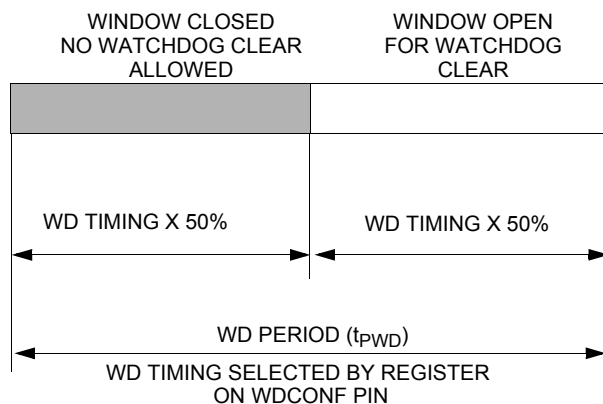 WINDOW CLOSED
NO WATCHDOG CLEAR
ALLOWED
WINDOW OPEN
FOR WATCHDOG
CLEAR
WD TIMING X 50%
WD TIMING X 50%
WD PERIOD (tPWD)
WD TIMING SELECTED BY REGISTER
ON WDCONF PIN